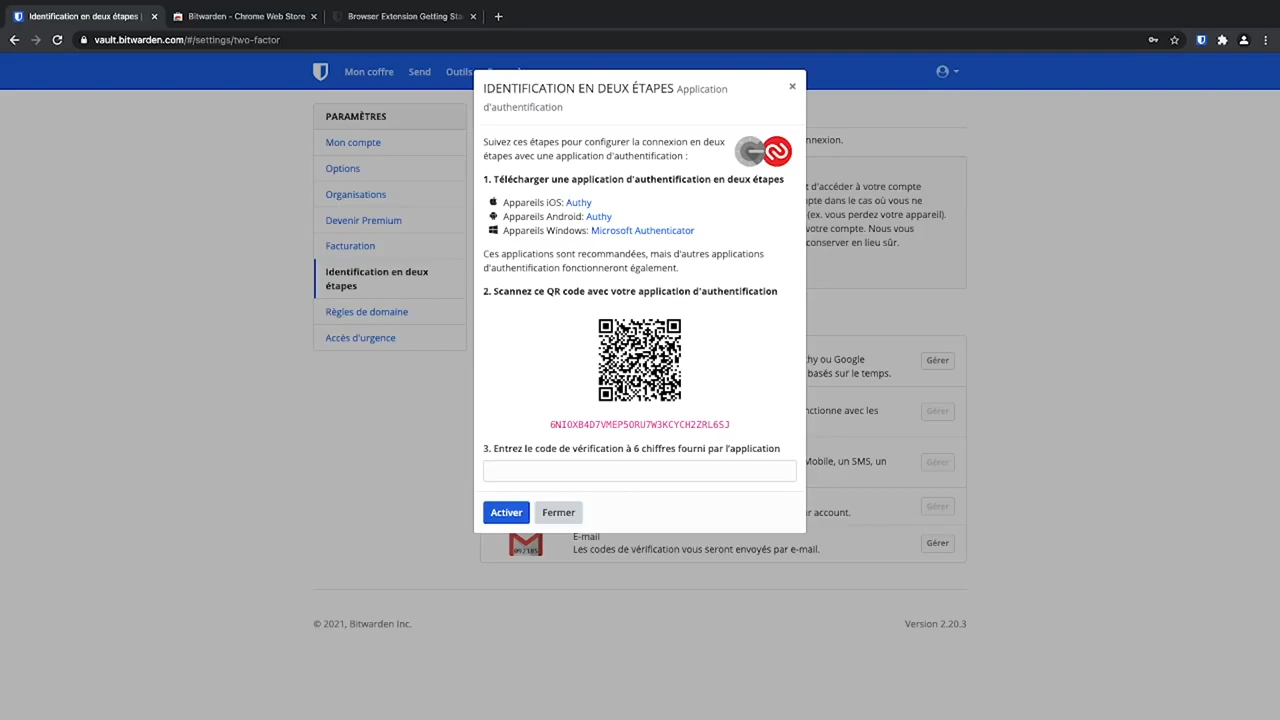 Identification en deux étapes |
Bitwarden - Chrome Web Store
Browser Extension Getting Sta
vault.bitwarden.com/#/settings/two-factor
Mon coffre
Send
Outils
PARAMÈTRES
Mon compte
Options
Organisations
Devenir Premium
Facturation
Identification en deux
étapes
Règles de domaine
Accès d'urgence
IDENTIFICATION EN DEUX ÉTAPES Application
d'authentification
×
Suivez ces étapes pour configurer la connexion en deux
étapes avec une application d'authentification :
1. Télécharger une application d'authentification en deux étapes
Appareils iOS: Authy
Appareils Android: Authy
Appareils Windows: Microsoft Authenticator
Ces applications sont recommandées, mais d'autres applications
d'authentification fonctionneront également.
2. Scannez ce QR code avec votre application d'authentification
6NIOXB4D7VMEP5ORU7W3KCYCH2ZRL6SJ
3. Entrez le code de vérification à 6 chiffres fourni par l'application
Activer
Fermer
nnexion.
t d'accéder à votre compte
pte dans le cas où vous ne
(ex. vous perdez votre appareil).
votre compte. Nous vous
conserver en lieu sûr.
hy ou Google
basés sur le temps.
Gérer
nctionne avec les
Gérer
Mobile, un SMS, un
Gérer
ur account.
Gérer
E-mail
Les codes de vérification vous seront envoyés par e-mail.
Gérer
© 2021, Bitwarden Inc.
Version 2.20.3